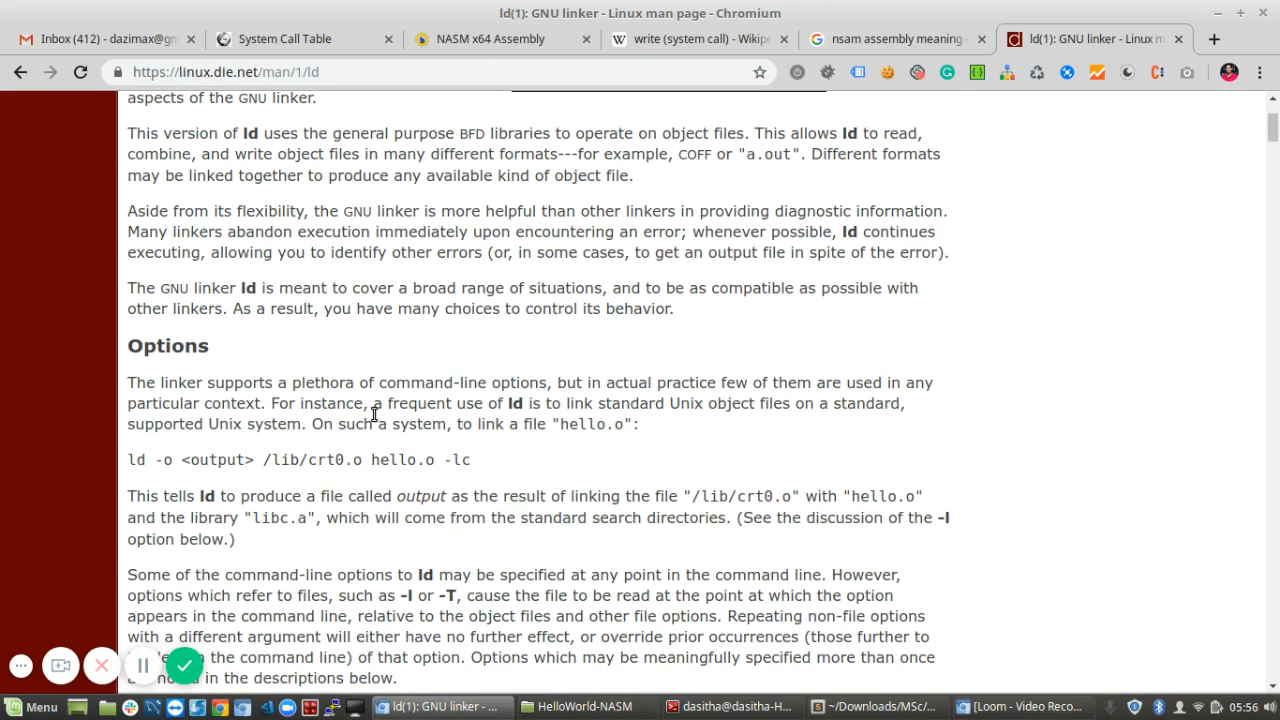 ld(1): GNU linker - Linux man page - Chromium
Inbox (412) - dazimax@gm
System Call Table
NASM x64 Assembly
write (system call) - Wikipe
nsam assembly meaning -
ld(1): GNU linker - Linux m
https://linux.die.net/man/1/ld
aspects of the GNU linker.
This version of ld uses the general purpose BFD libraries to operate on object files. This allows ld to read,
combine, and write object files in many different formats---for example, COFF or "a.out". Different formats
may be linked together to produce any available kind of object file.
Aside from its flexibility, the GNU linker is more helpful than other linkers in providing diagnostic information.
Many linkers abandon execution immediately upon encountering an error; whenever possible, ld continues
executing, allowing you to identify other errors (or, in some cases, to get an output file in spite of the error).
The GNU linker ld is meant to cover a broad range of situations, and to be as compatible as possible with
other linkers. As a result, you have many choices to control its behavior.
Options
The linker supports a plethora of command-line options, but in actual practice few of them are used in any
particular context. For instance, a frequent use of ld is to link standard Unix object files on a standard,
supported Unix system. On such a system, to link a file "hello.o":
ld -o <output> /lib/crt0.o hello.o -lc
This tells ld to produce a file called output as the result of linking the file "/lib/crt0.o" with "hello.o"
and the library "libc.a", which will come from the standard search directories. (See the discussion of the -l
option below.)
Some of the command-line options to ld may be specified at any point in the command line. However,
options which refer to files, such as -l or -T, cause the file to be read at the point at which the option
appears in the command line, relative to the object files and other file options. Repeating non-file options
with a different argument will either have no further effect, or override prior occurrences (those further to
the command line) of that option. Options which may be meaningfully specified more than once
in the descriptions below.
Menu
ld(1): GNU linker - ...
HelloWorld-NASM
dasitha@dasitha-H...
~/Downloads/MSc/...
[Loom - Video Reco...
05:56